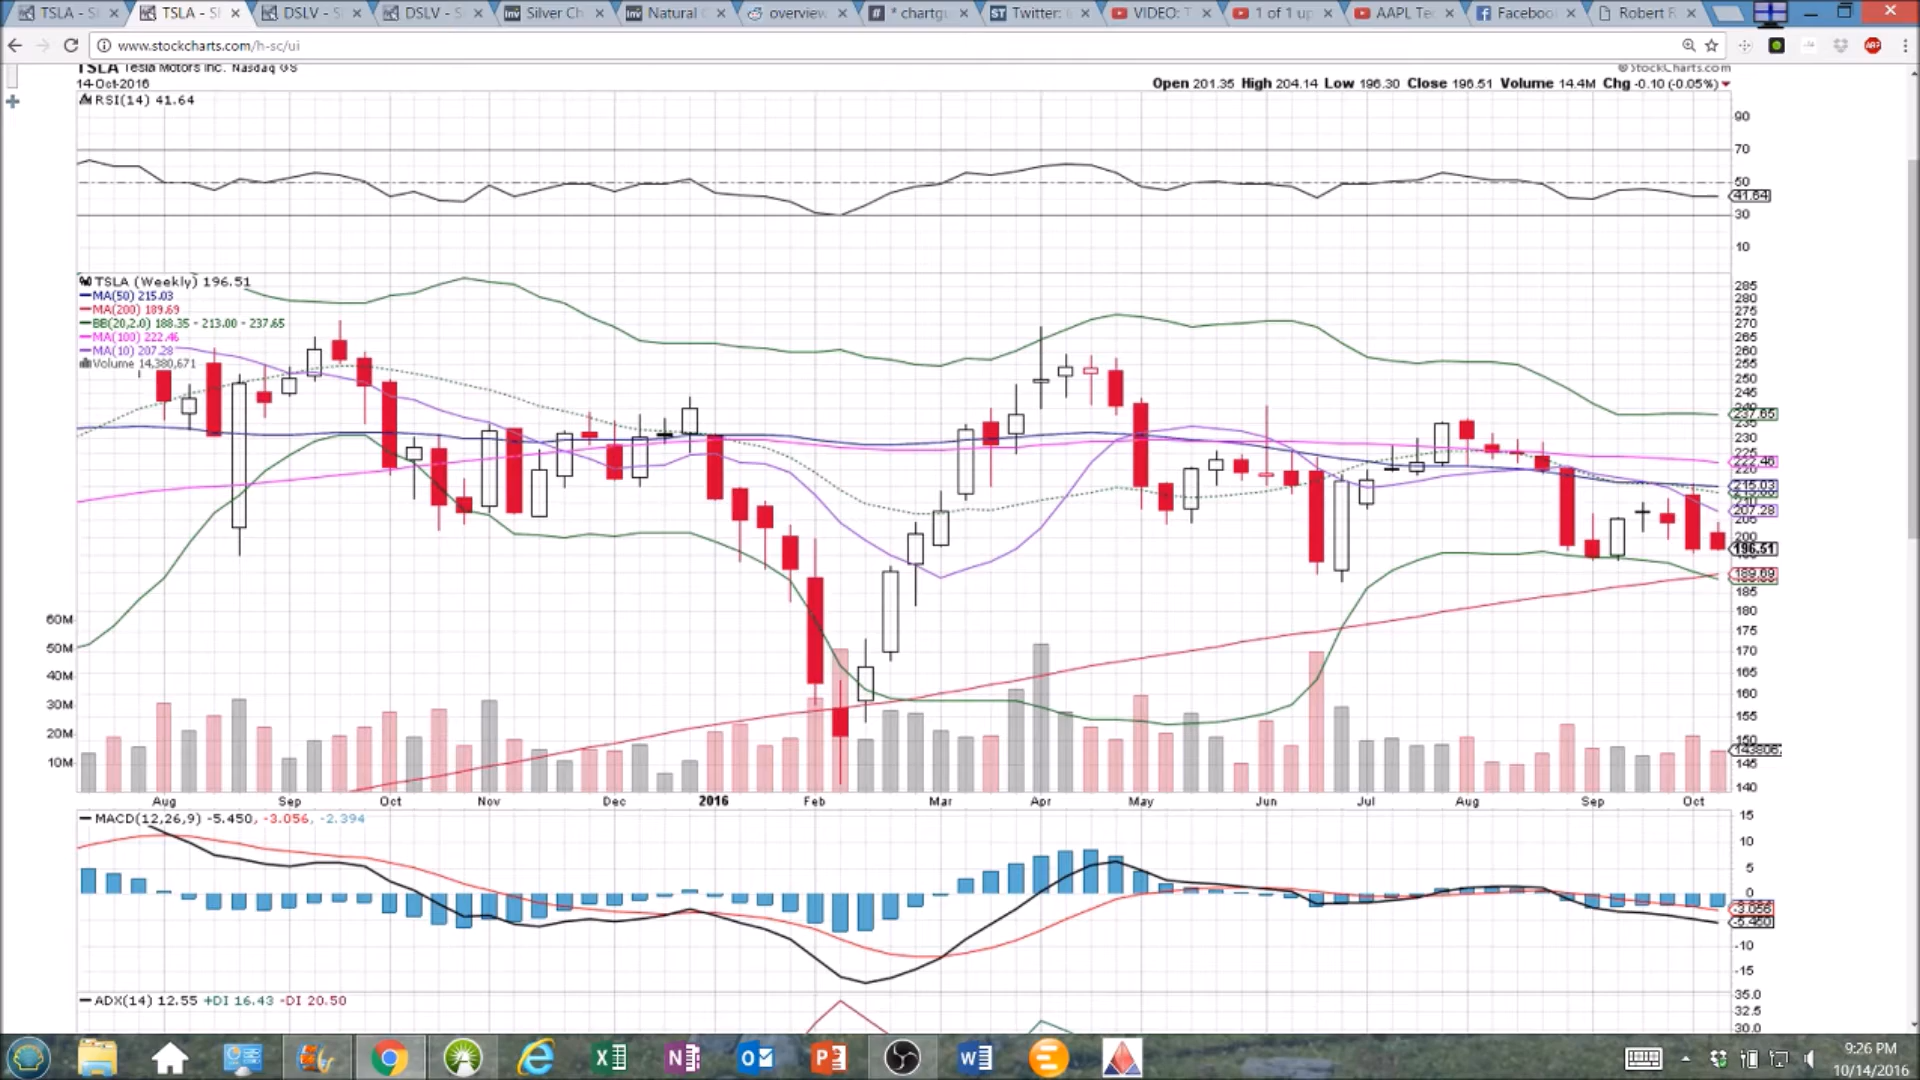 TSLA - S
TSLA - S
DSLV - S
DSLV - S
Silver Ch
Natural
overview
* chartg
Twitter:
VIDEO: T
1 of 1 up
AAPL Te
Facebool
Robert R
www.stockcharts.com/h-sc/ui
TSLA Tesla Motors Inc. Nasdaq GS
© StockCharts.com
14-Oct-2016
Open 201.35 High 204.14 Low 196.30 Close 196.51 Volume 14.4M Chg -0.10 (-0.05%)
RSI(14) 41.64
90
70
50
41.64
30
10
TSLA (Weekly) 196.51
MA(50) 215.03
MA(200) 189.69
BB(20,2.0) 188.35 - 213.00 - 237.65
MA(100) 222.46
MA(10) 207.28
Volume 14,380,671
285
280
275
270
265
260
255
250
245
240
237.65
235
230
222.46
220
215.03
210
207.28
205
200
196.51
189.69
185
180
175
170
165
160
155
150
145
140
60M
50M
40M
30M
20M
10M
Aug Sep Oct Nov Dec 2016 Feb Mar Apr May Jun Jul Aug Sep Oct
MACD(12,26,9) -5.450, -3.056, -2.394
15
10
5
0
-3.056
-5.450
-10
-15
ADX(14) 12.55 +DI 16.43 -DI 20.50
35.0
32.5
30.0
9:26 PM
10/14/2016